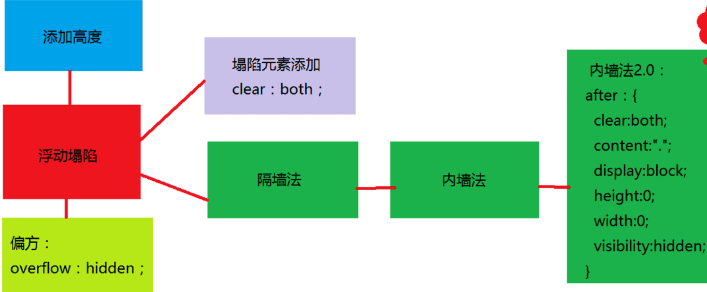 添加高度
塌陷元素添加
clear：both；
浮动塌陷
隔墙法
内墙法
内墙法2.0：
after：{
clear:both;
content:".";
display:block;
height:0;
width:0;
visibility:hidden;
}
偏方：
overflow：hidden；